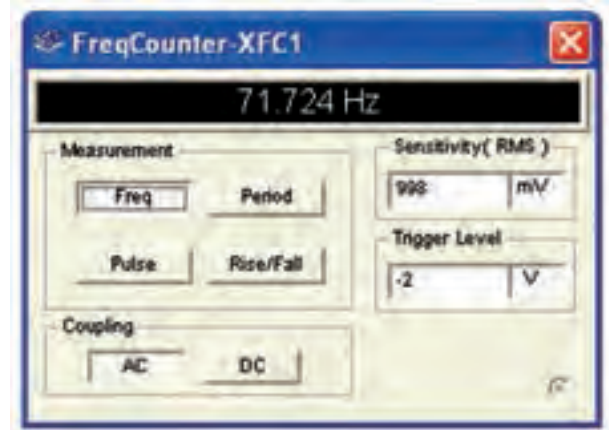 FreqCounter-XFC1
71.724 Hz
Measurement
Freq
Period
Pulse
Rise/Fall
Coupling
AC
DC
Sensitivity( RMS )
998
mV
Trigger Level
-2
V